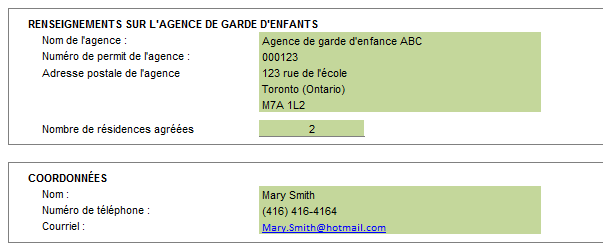 RENSEIGNEMENTS SUR L'AGENCE DE GARDE D'ENFANTS
Nom de l'agence : Agence de garde d'enfance ABC
Numéro de permit de l'agence : 000123
Adresse postale de l'agence 123 rue de l'école
Toronto (Ontario)
M7A 1L2
Nombre de résidences agréées 2
COORDONNÉES
Nom : Mary Smith
Numéro de téléphone : (416) 416-4164
Courriel : Mary.Smith@hotmail.com